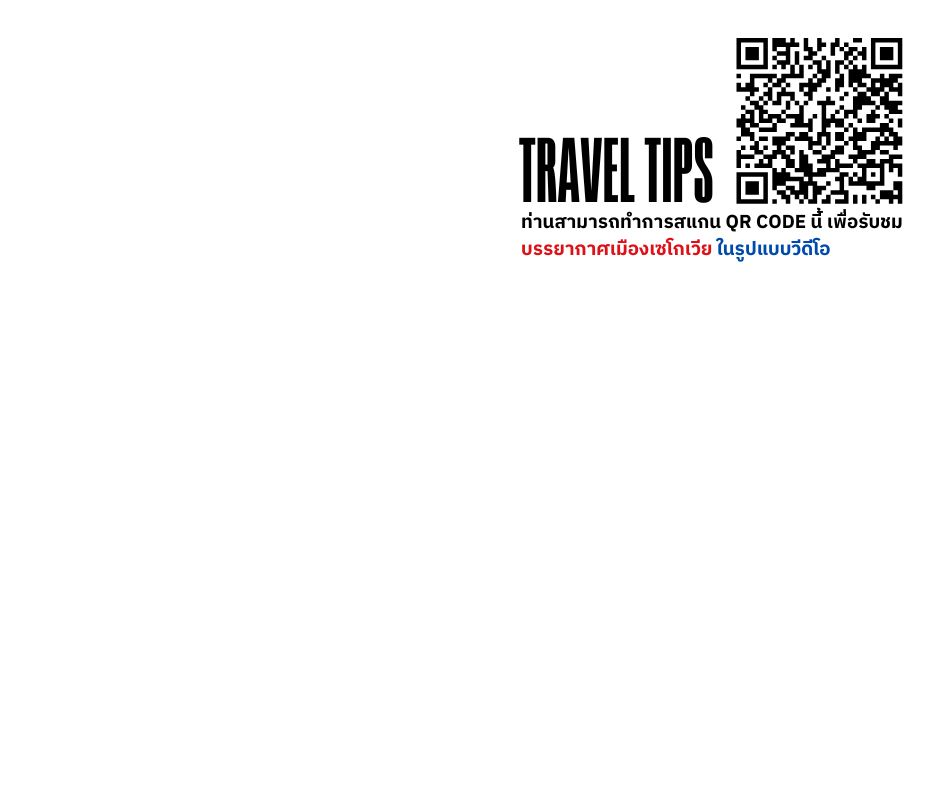 TRAVEL TIPS
ท่านสามารถทำการสแกน QR CODE นี้ เพื่อรับชม
บรรยากาศเมืองเซโกเวีย ในรูปแบบวีดีโอ